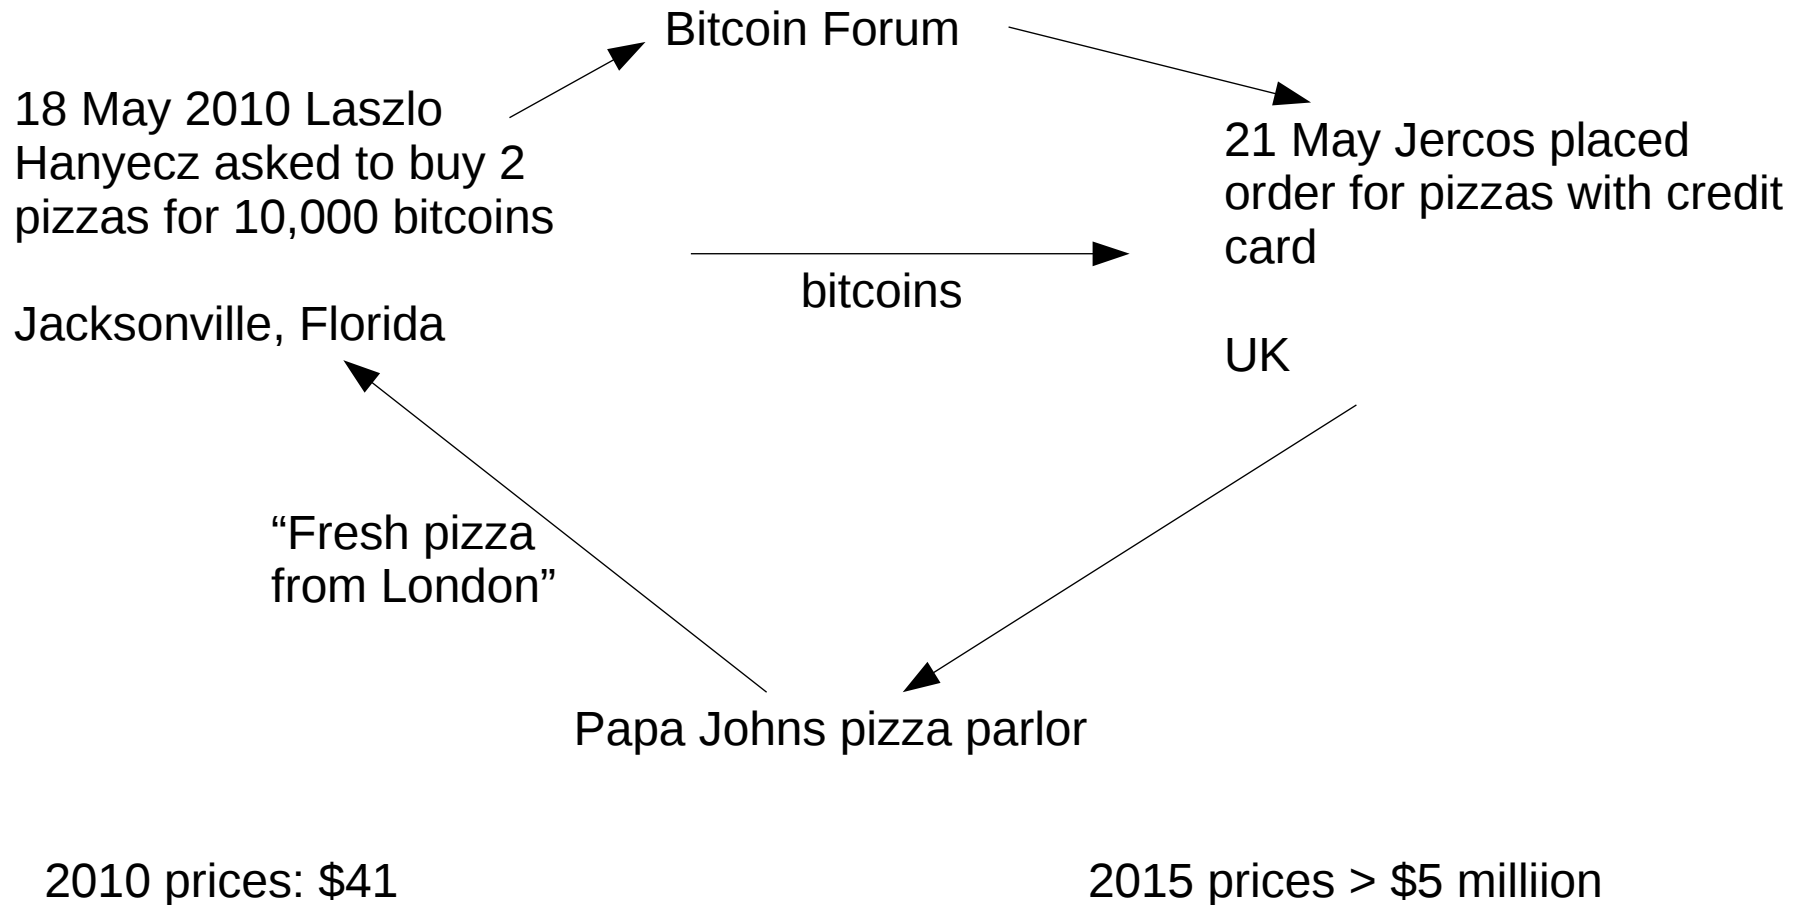 Bitcoin Forum
18 May 2010 Laszlo
Hanyecz asked to buy 2
pizzas for 10,000 bitcoins
Jacksonville, Florida
21 May Jercos placed
order for pizzas with credit
card
UK
bitcoins
“Fresh pizza
from London”
Papa Johns pizza parlor
2010 prices: $41
2015 prices > $5 milliion